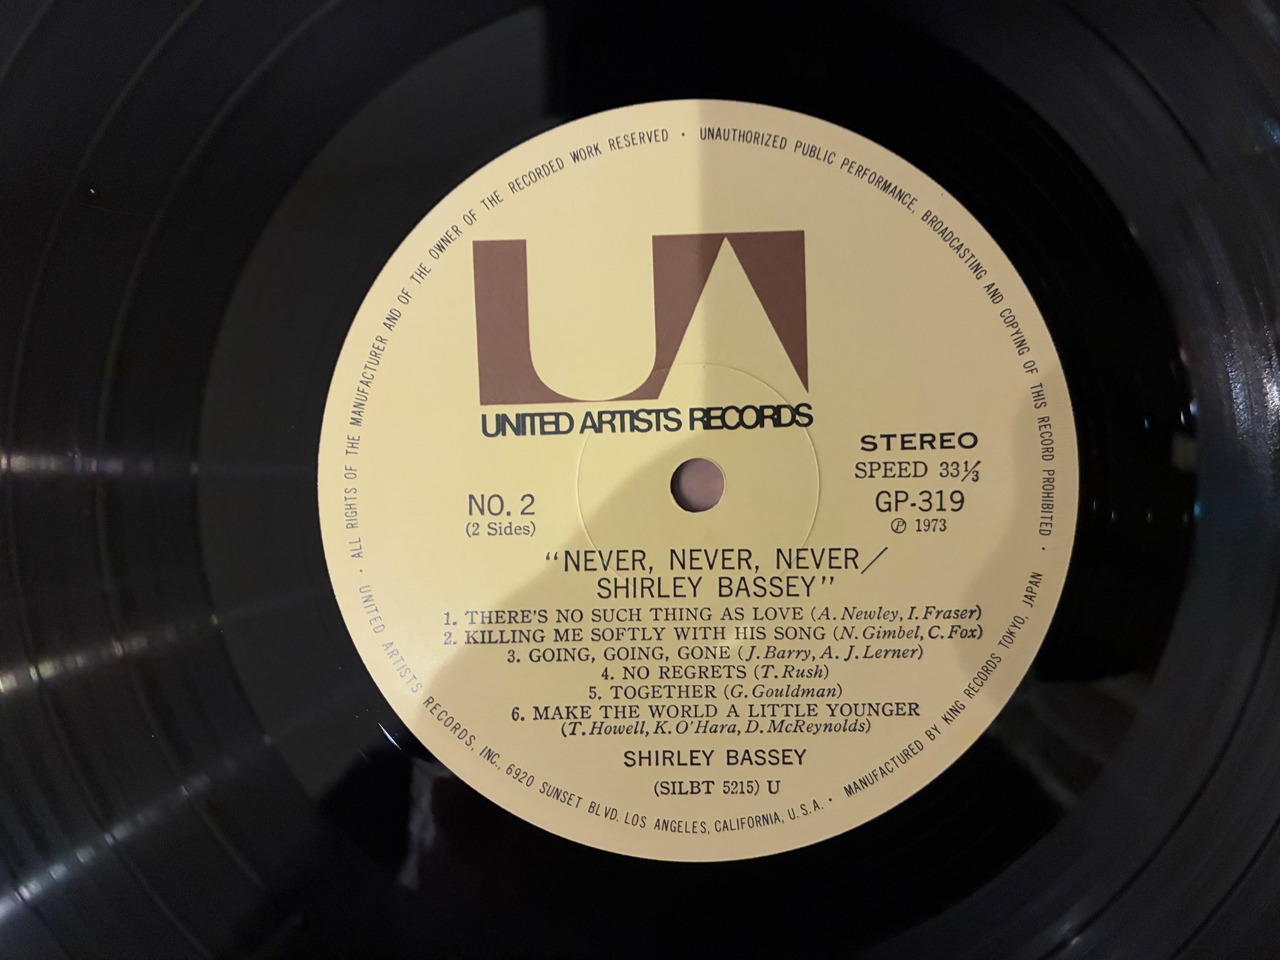 · ALL RIGHTS OF THE MANUFACTURER AND OF THE OWNER OF THE RECORDED WORK RESERVED · UNAUTHORIZED PUBLIC PERFORMANCE, BROADCASTING AND COPYING OF THIS RECORD PROHIBITED ·
UA
UNITED ARTISTS RECORDS
STEREO
SPEED 33⅓
GP-319
Ⓟ 1973
NO. 2
(2 Sides)
“NEVER, NEVER, NEVER/
SHIRLEY BASSEY”
1. THERE'S NO SUCH THING AS LOVE (A. Newley, I. Fraser)
2. KILLING ME SOFTLY WITH HIS SONG (N. Gimbel, C. Fox)
3. GOING, GOING, GONE (J. Barry, A. J. Lerner)
4. NO REGRETS (T. Rush)
5. TOGETHER (G. Gouldman)
6. MAKE THE WORLD A LITTLE YOUNGER
(T. Howell, K. O'Hara, D. McReynolds)
SHIRLEY BASSEY
(SILBT 5215) U
UNITED ARTISTS RECORDS, INC., 6920 SUNSET BLVD. LOS ANGELES, CALIFORNIA, U.S.A. · MANUFACTURED BY KING RECORDS TOKYO, JAPAN